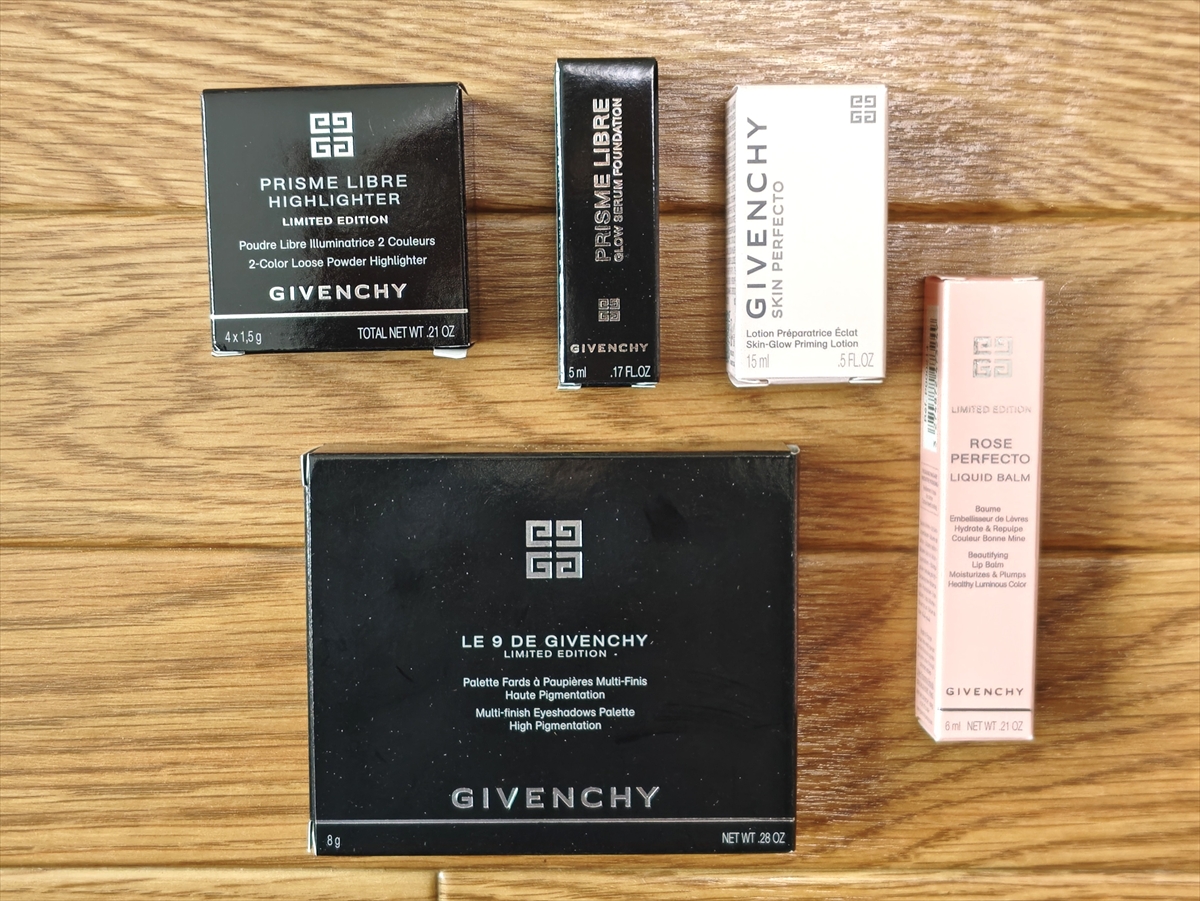 PRISME LIBRE
HIGHLIGHTER
LIMITED EDITION
Poudre Libre Illuminatrice 2 Couleurs
2-Color Loose Powder Highlighter
GIVENCHY
4 x 1,5 g
TOTAL NET WT .21 OZ
PRISME LIBRE
GLOW SERUM FOUNDATION
GIVENCHY
5 ml
.17 FL.OZ
GIVENCHY
SKIN PERFECTO
Lotion Préparatrice Éclat
Skin-Glow Priming Lotion
15 ml
.5 FL.OZ
LIMITED EDITION
ROSE
PERFECTO
LIQUID BALM
Baume
Embellisseur de Lèvres
Hydrate & Repulpe
Couleur Bonne Mine
Beautifying
Lip Balm
Moisturizes & Plumps
Healthy Luminous Color
GIVENCHY
6 ml NET WT .21 OZ
LE 9 DE GIVENCHY
LIMITED EDITION
Palette Fards à Paupières Multi-Finis
Haute Pigmentation
Multi-finish Eyeshadows Palette
High Pigmentation
GIVENCHY
8 g
NET WT .28 OZ